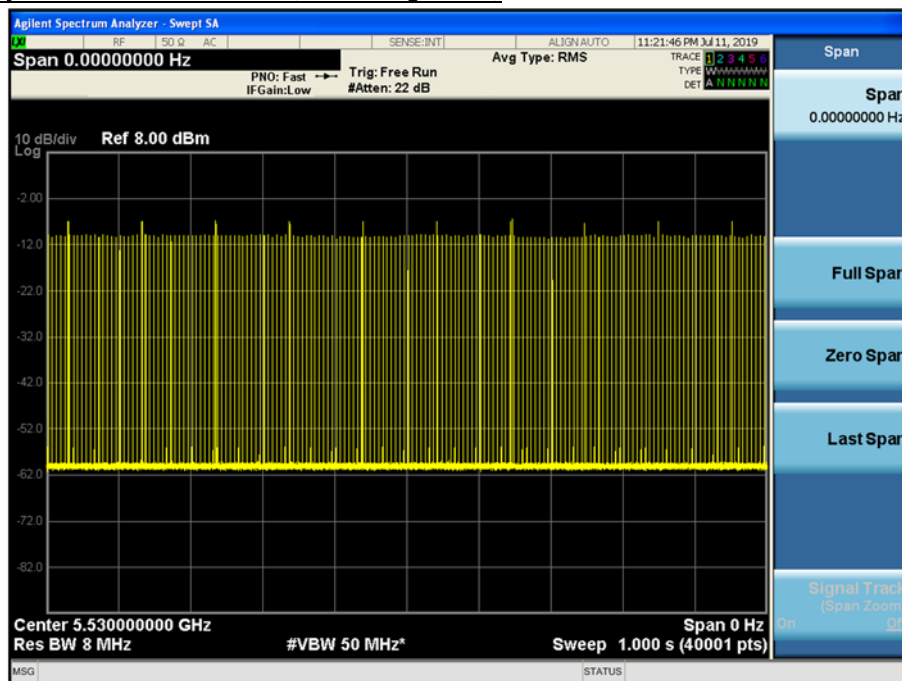 Agilent Spectrum Analyzer - Swept SA
LXI RF 50 Ω AC SENSE:INT ALIGN AUTO 11:21:46 PM Jul 11, 2019
Span 0.00000000 Hz
PNO: Fast
IFGain:Low
Trig: Free Run
#Atten: 22 dB
Avg Type: RMS
TRACE 1 2 3 4 5 6
TYPE WWWWWW
DET A N N N N N
10 dB/div Ref 8.00 dBm
Log
-2.00
-12.0
-22.0
-32.0
-42.0
-52.0
-62.0
-72.0
-82.0
Center 5.530000000 GHz Span 0 Hz
Res BW 8 MHz #VBW 50 MHz* Sweep 1.000 s (40001 pts)
MSG STATUS
Span
Span
0.00000000 Hz
Full Span
Zero Span
Last Span
Signal Track
(Span Zoom)
On Off